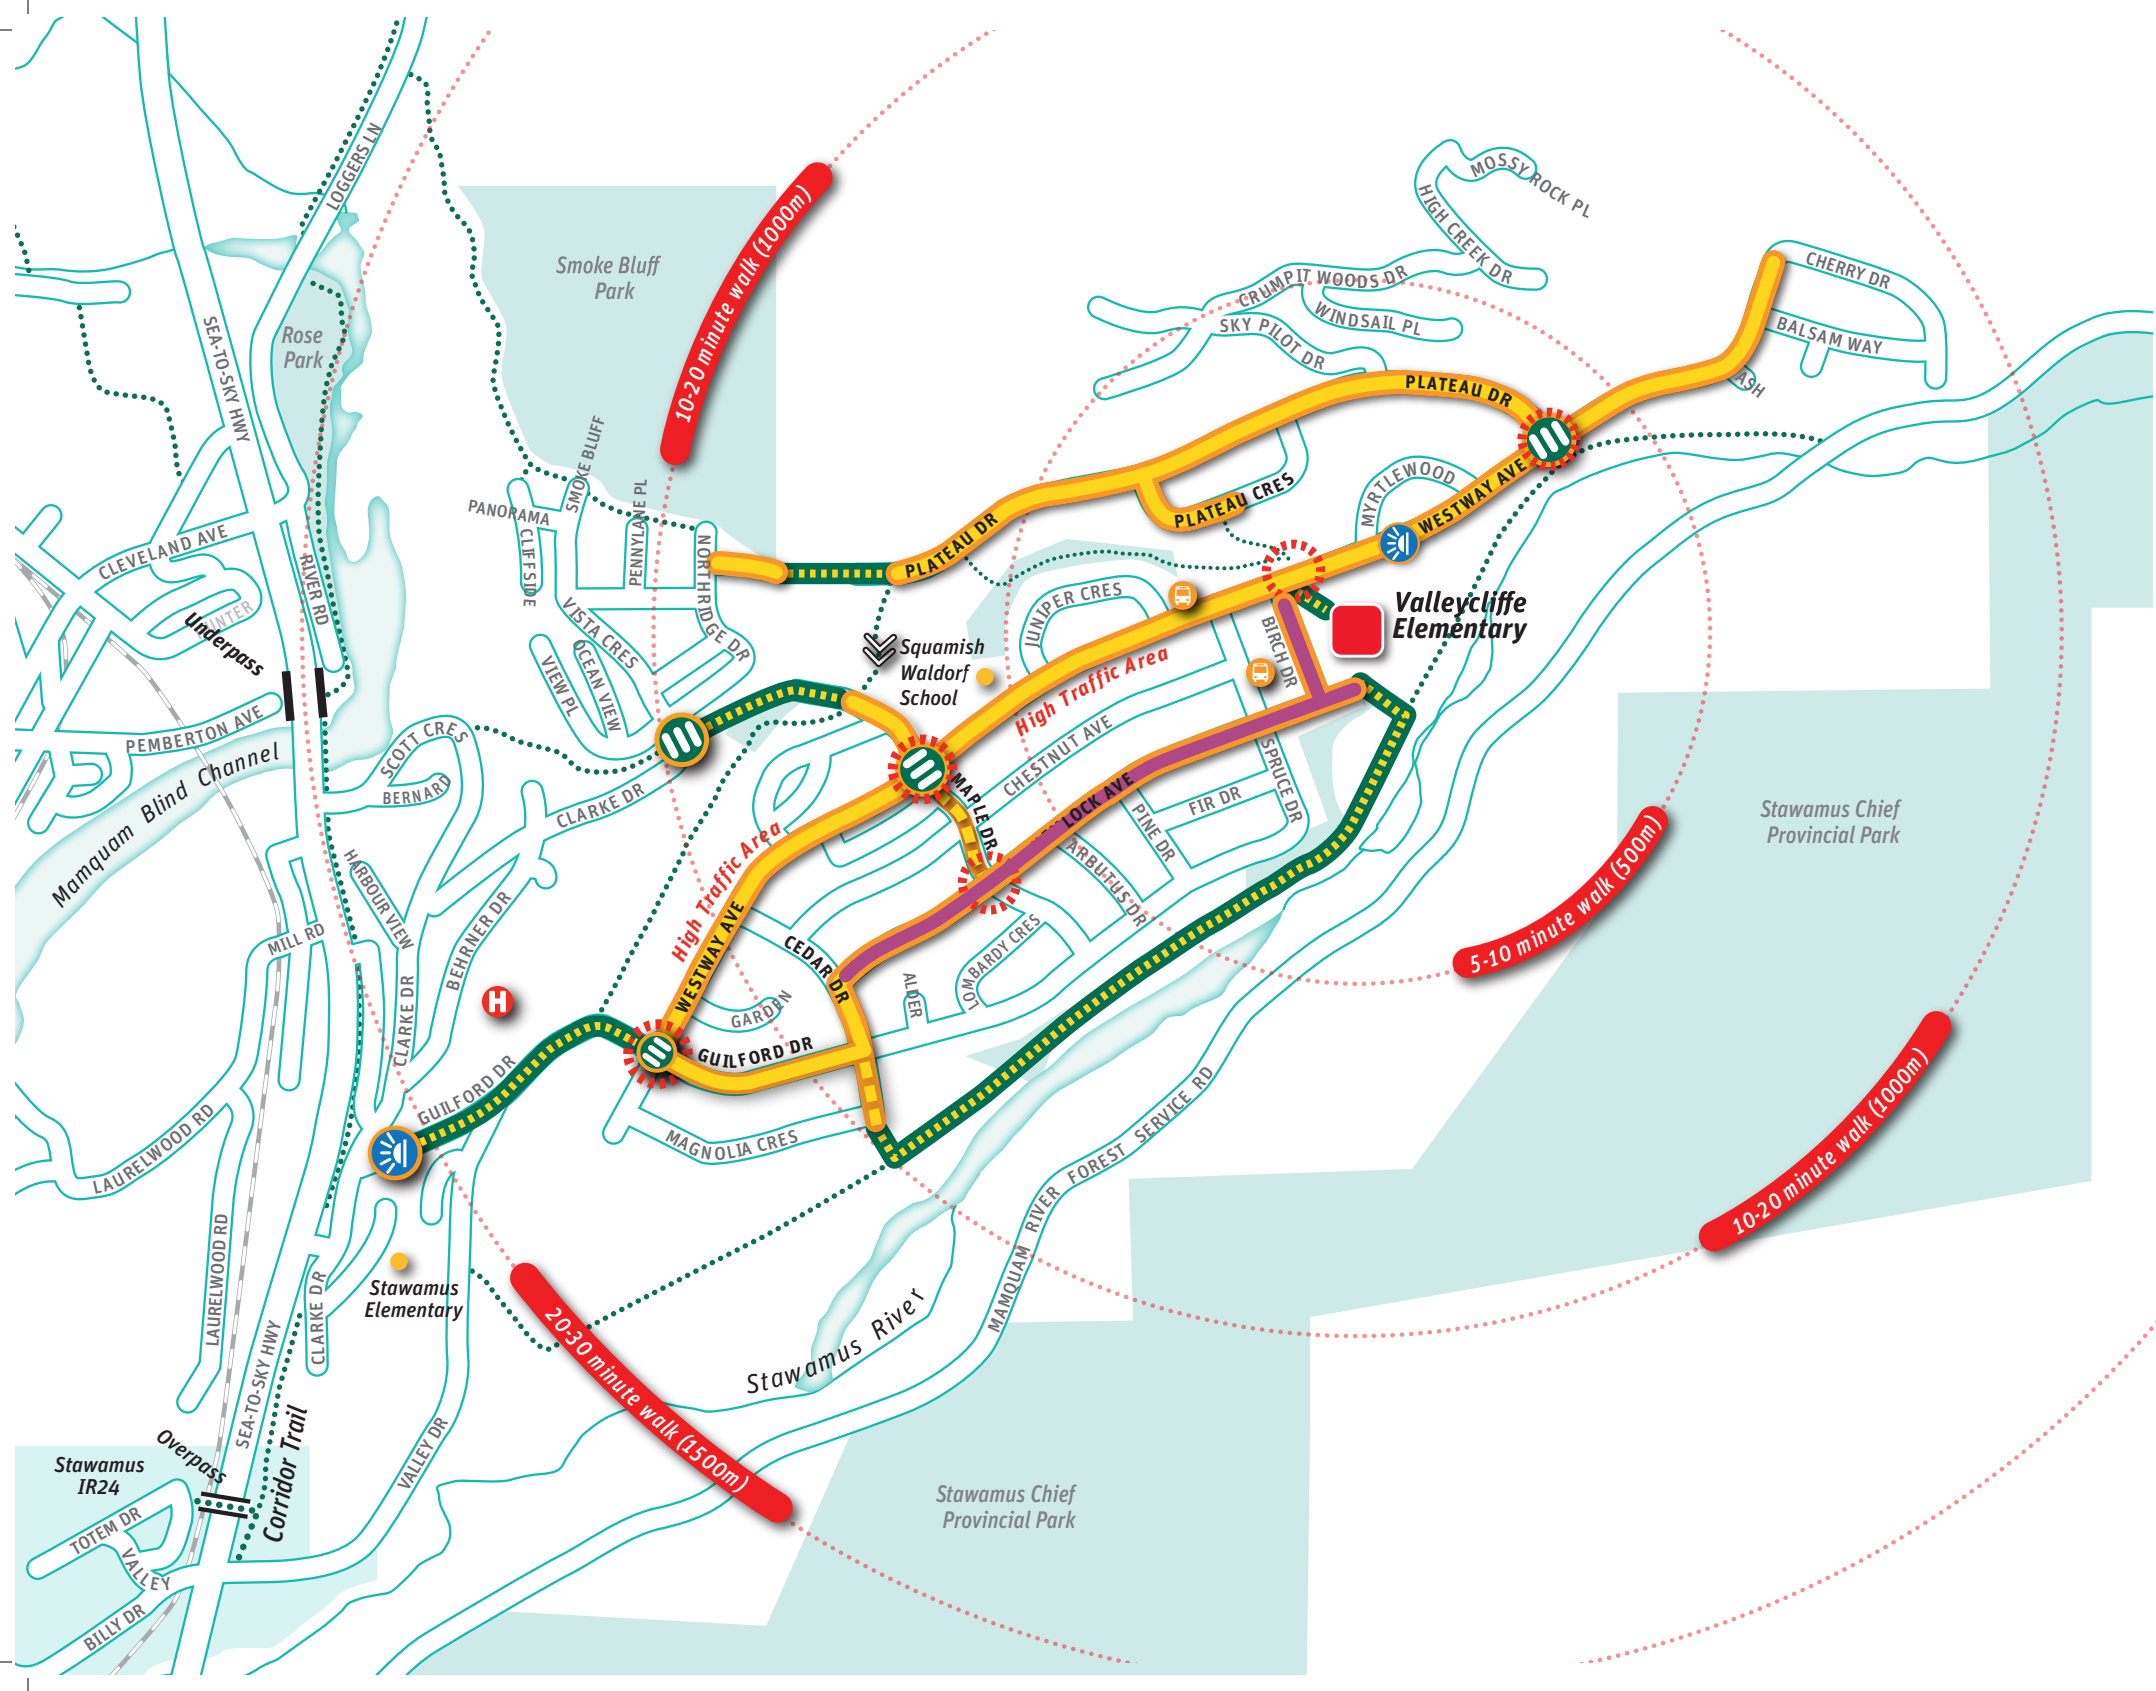 LOGGERS LN
MOSSY ROCK PL
HIGH CREEK DR
Smoke Bluff
Park
10-20 minute walk (1000m)
CRUMPIT WOODS DR
WINDSAIL PL
SKY PILOT DR
CHERRY DR
BALSAM WAY
ASH
Rose
Park
SEA-TO-SKY HWY
PLATEAU DR
SMOKE BLUFF
PANORAMA
PENNYLANE PL
CLIFFSIDE
NORTHRIDGE DR
PLATEAU DR
PLATEAU CRES
MYRTLEWOOD
WESTWAY AVE
CLEVELAND AVE
RIVER RD
Underpass
VISTA CRES
OCEAN VIEW
VIEW PL
JUNIPER CRES
BIRCH DR
Valleycliffe
Elementary
Squamish
Waldorf
School
High Traffic Area
PEMBERTON AVE
SCOTT CRES
BERNARD
Mamquam Blind Channel
CLARKE DR
CHESTNUT AVE
MAPLE DR
SPRUCE DR
FIR DR
PINE DR
ARBUTUS DR
Stawamus Chief
Provincial Park
5-10 minute walk (500m)
HARBOUR VIEW
High Traffic Area
WESTWAY AVE
MILL RD
BEHRNER DR
CLARKE DR
H
CEDAR DR
LOMBARDY CRES
ALDER
GARDEN
GUILFORD DR
GUILFORD DR
MAGNOLIA CRES
10-20 minute walk (1000m)
LAURELWOOD RD
LAURELWOOD RD
MAMQUAM RIVER FOREST SERVICE RD
Stawamus
Elementary
CLARKE DR
20-30 minute walk (1500m)
Stawamus River
SEA-TO-SKY HWY
VALLEY DR
Overpass
Corridor Trail
Stawamus
IR24
TOTEM DR
VALLEY
BILLY DR
Stawamus Chief
Provincial Park